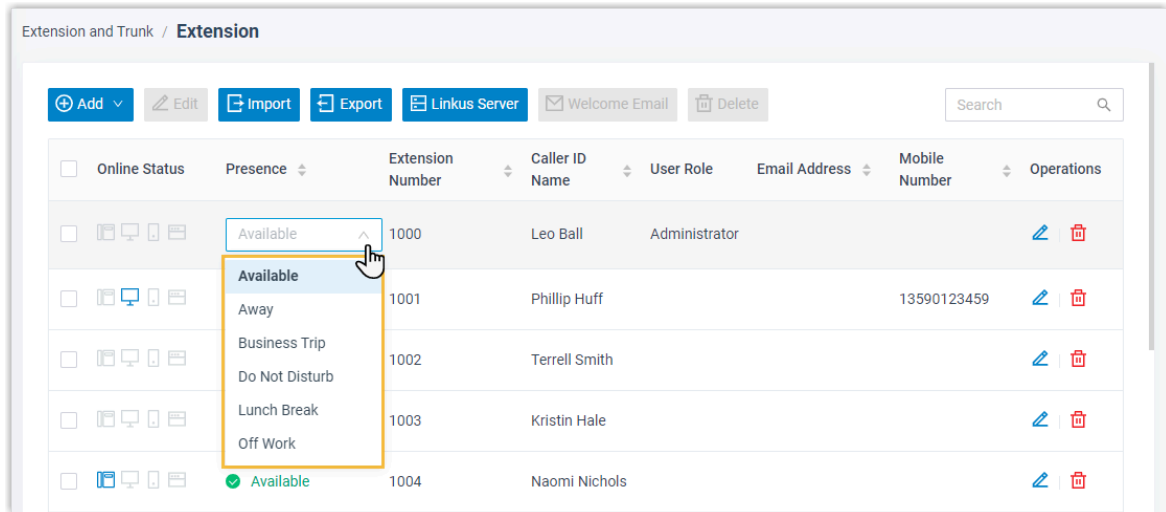 Extension and Trunk / Extension
Add Edit Import Export Linkus Server Welcome Email Delete Search
Online Status Presence Extension Number Caller ID Name User Role Email Address Mobile Number Operations
Available 1000 Leo Ball Administrator
Available
1001 Phillip Huff 13590123459
Away
Business Trip
1002 Terrell Smith
Do Not Disturb
Lunch Break
1003 Kristin Hale
Off Work
Available 1004 Naomi Nichols